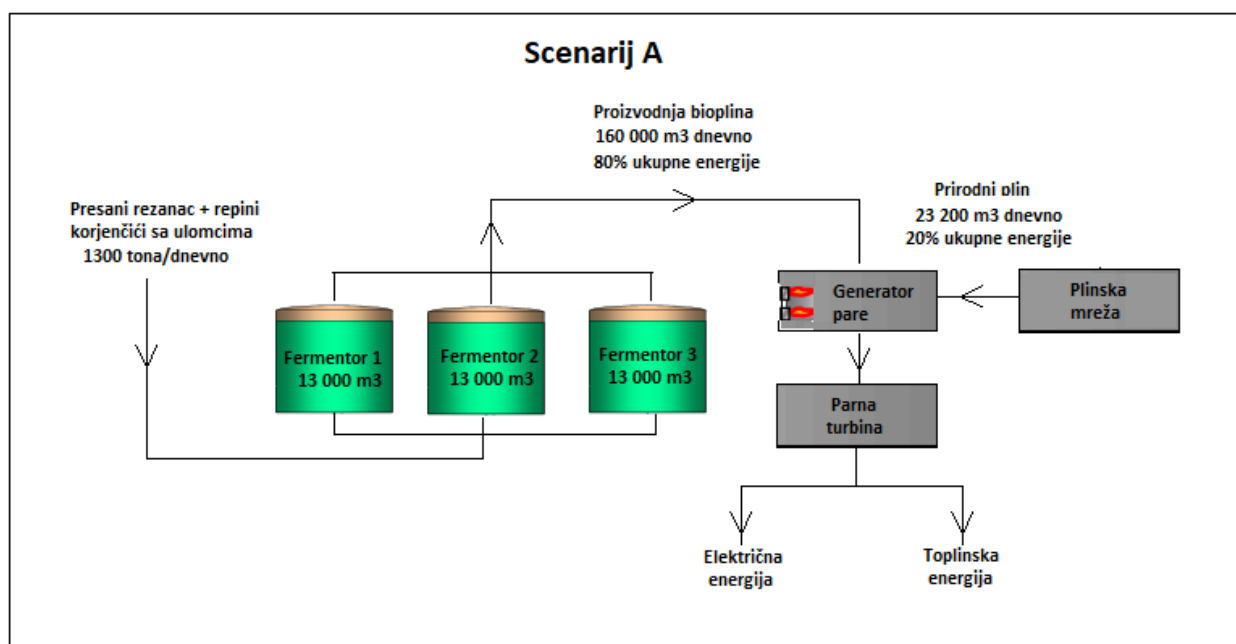 Scenarij A
Proizvodnja bioplina
160 000 m3 dnevno
80% ukupne energije
Presani rezanac + repini
korjenčići sa ulomcima
1300 tona/dnevno
Prirodni plin
23 200 m3 dnevno
20% ukupne energije
Fermentor 1
13 000 m3
Fermentor 2
13 000 m3
Fermentor 3
13 000 m3
Generator
pare
Plinska
mreža
Parna
turbina
Električna
energija
Toplinska
energija